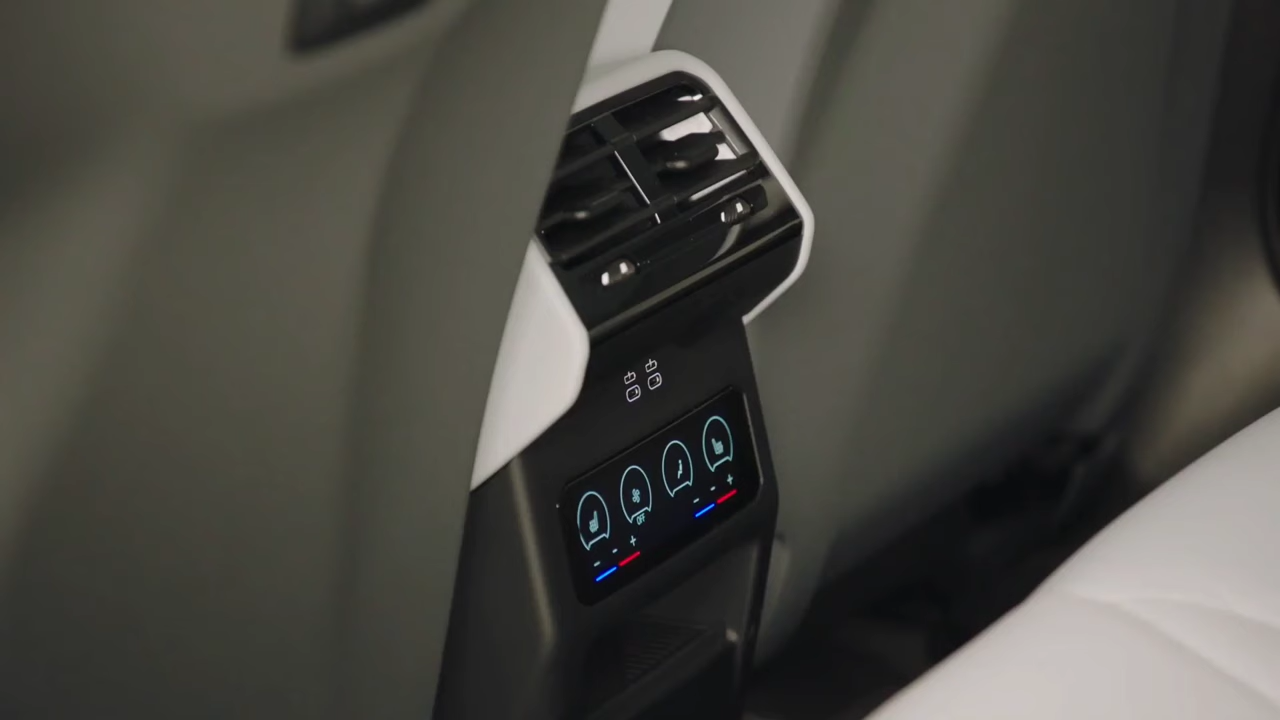 OFF
- - +
- - +